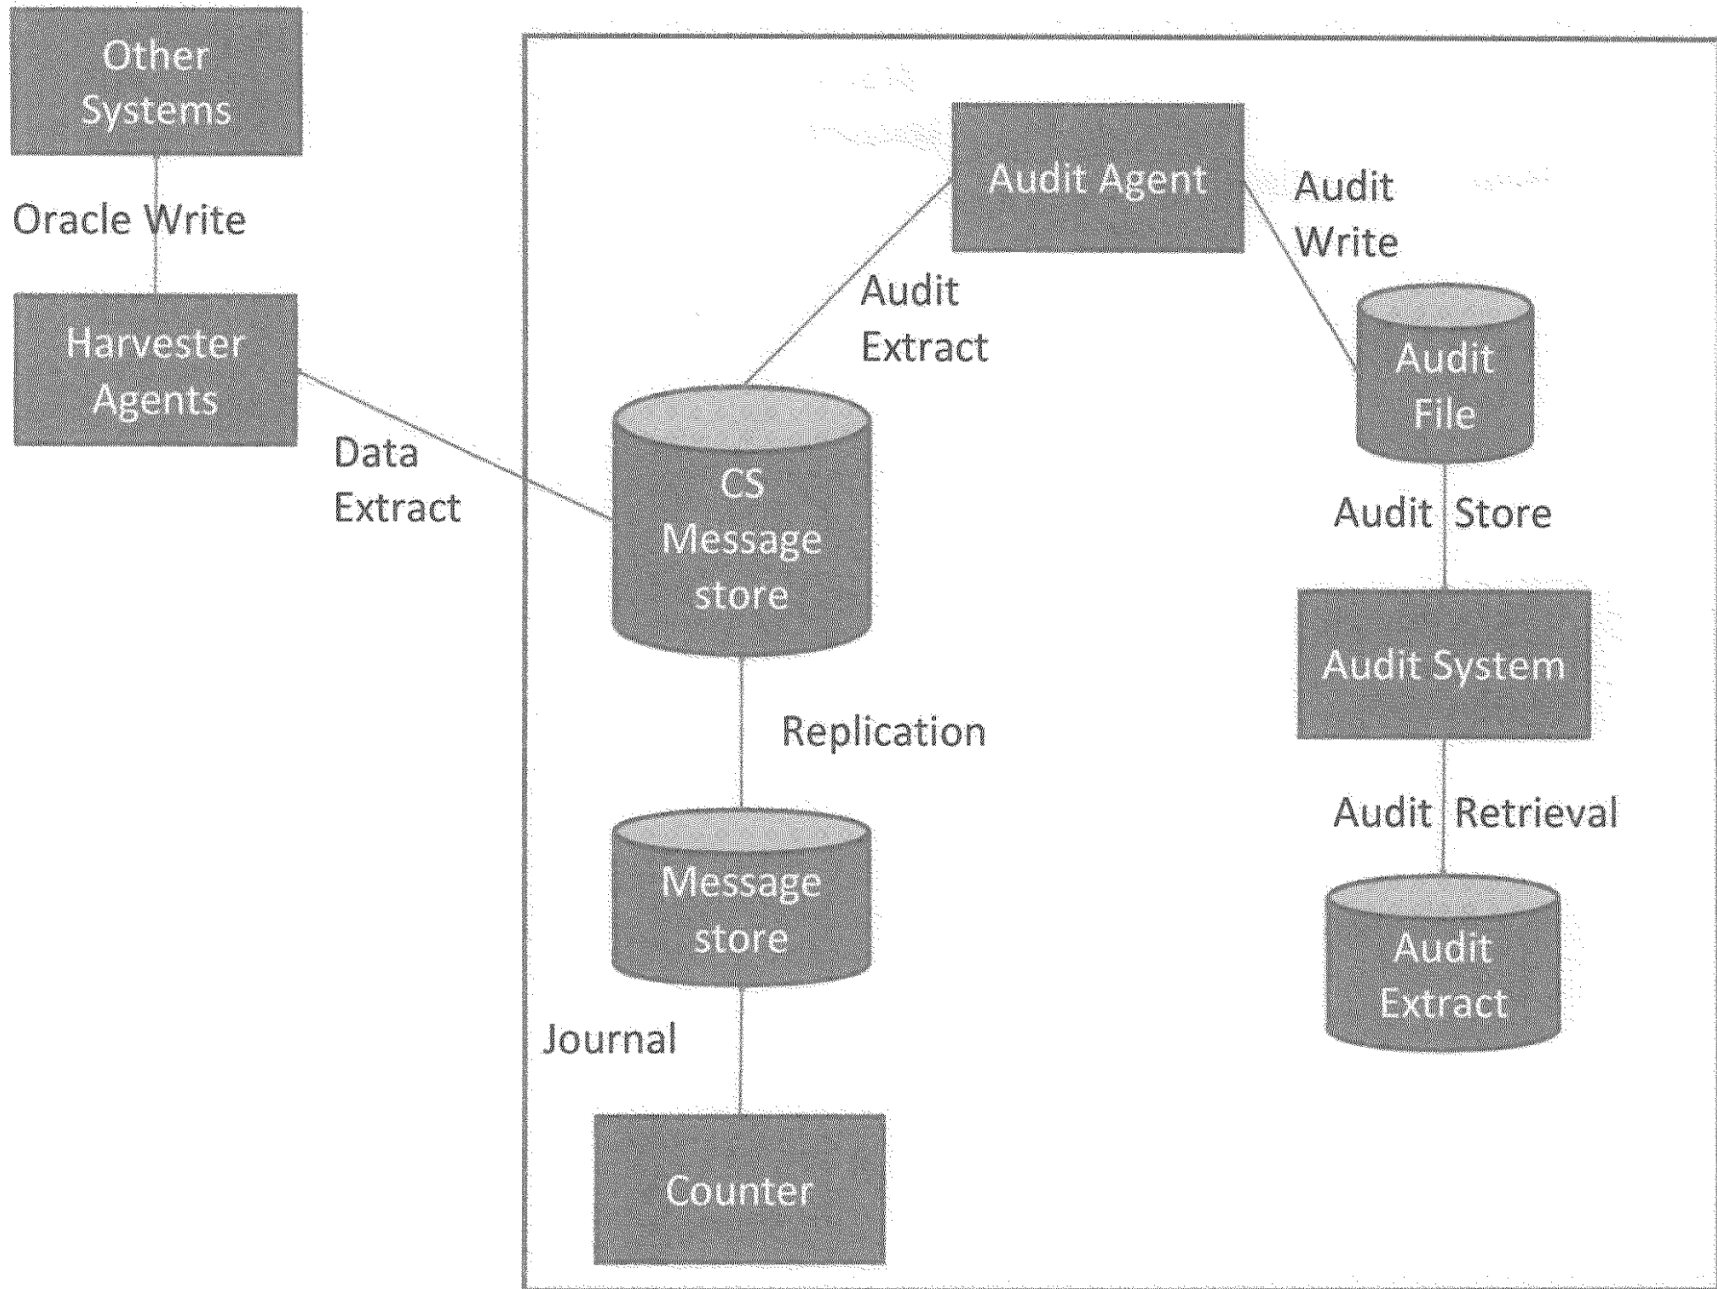 Other
Systems
Oracle Write
Harvester
Agents
Data
Extract
Audit Agent
Audit
Write
Audit
Extract
Audit
File
CS
Message
store
Audit Store
Audit System
Replication
Audit Retrieval
Message
store
Audit
Extract
Journal
Counter